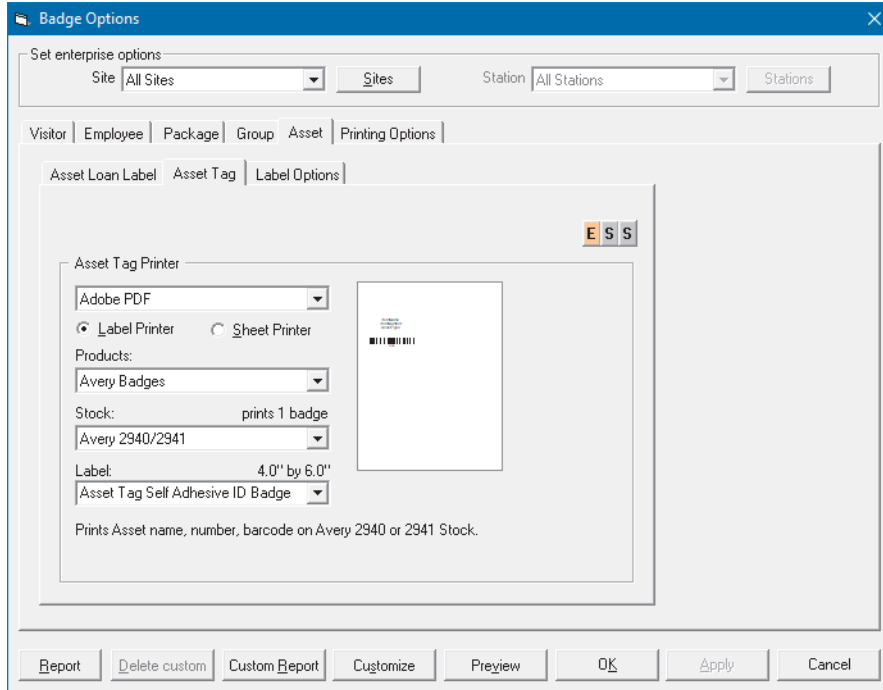 Badge Options
Set enterprise options
Site All Sites Sites Station All Stations Stations
Visitor Employee Package Group Asset Printing Options
Asset Loan Label Asset Tag Label Options
E S S
Asset Tag Printer
Adobe PDF
Label Printer Sheet Printer
Products:
Avery Badges
Stock: prints 1 badge
Avery 2940/2941
Label: 4.0" by 6.0"
Asset Tag Self Adhesive ID Badge
Prints Asset name, number, barcode on Avery 2940 or 2941 Stock.
Report Delete custom Custom Report Customize Preview OK Apply Cancel